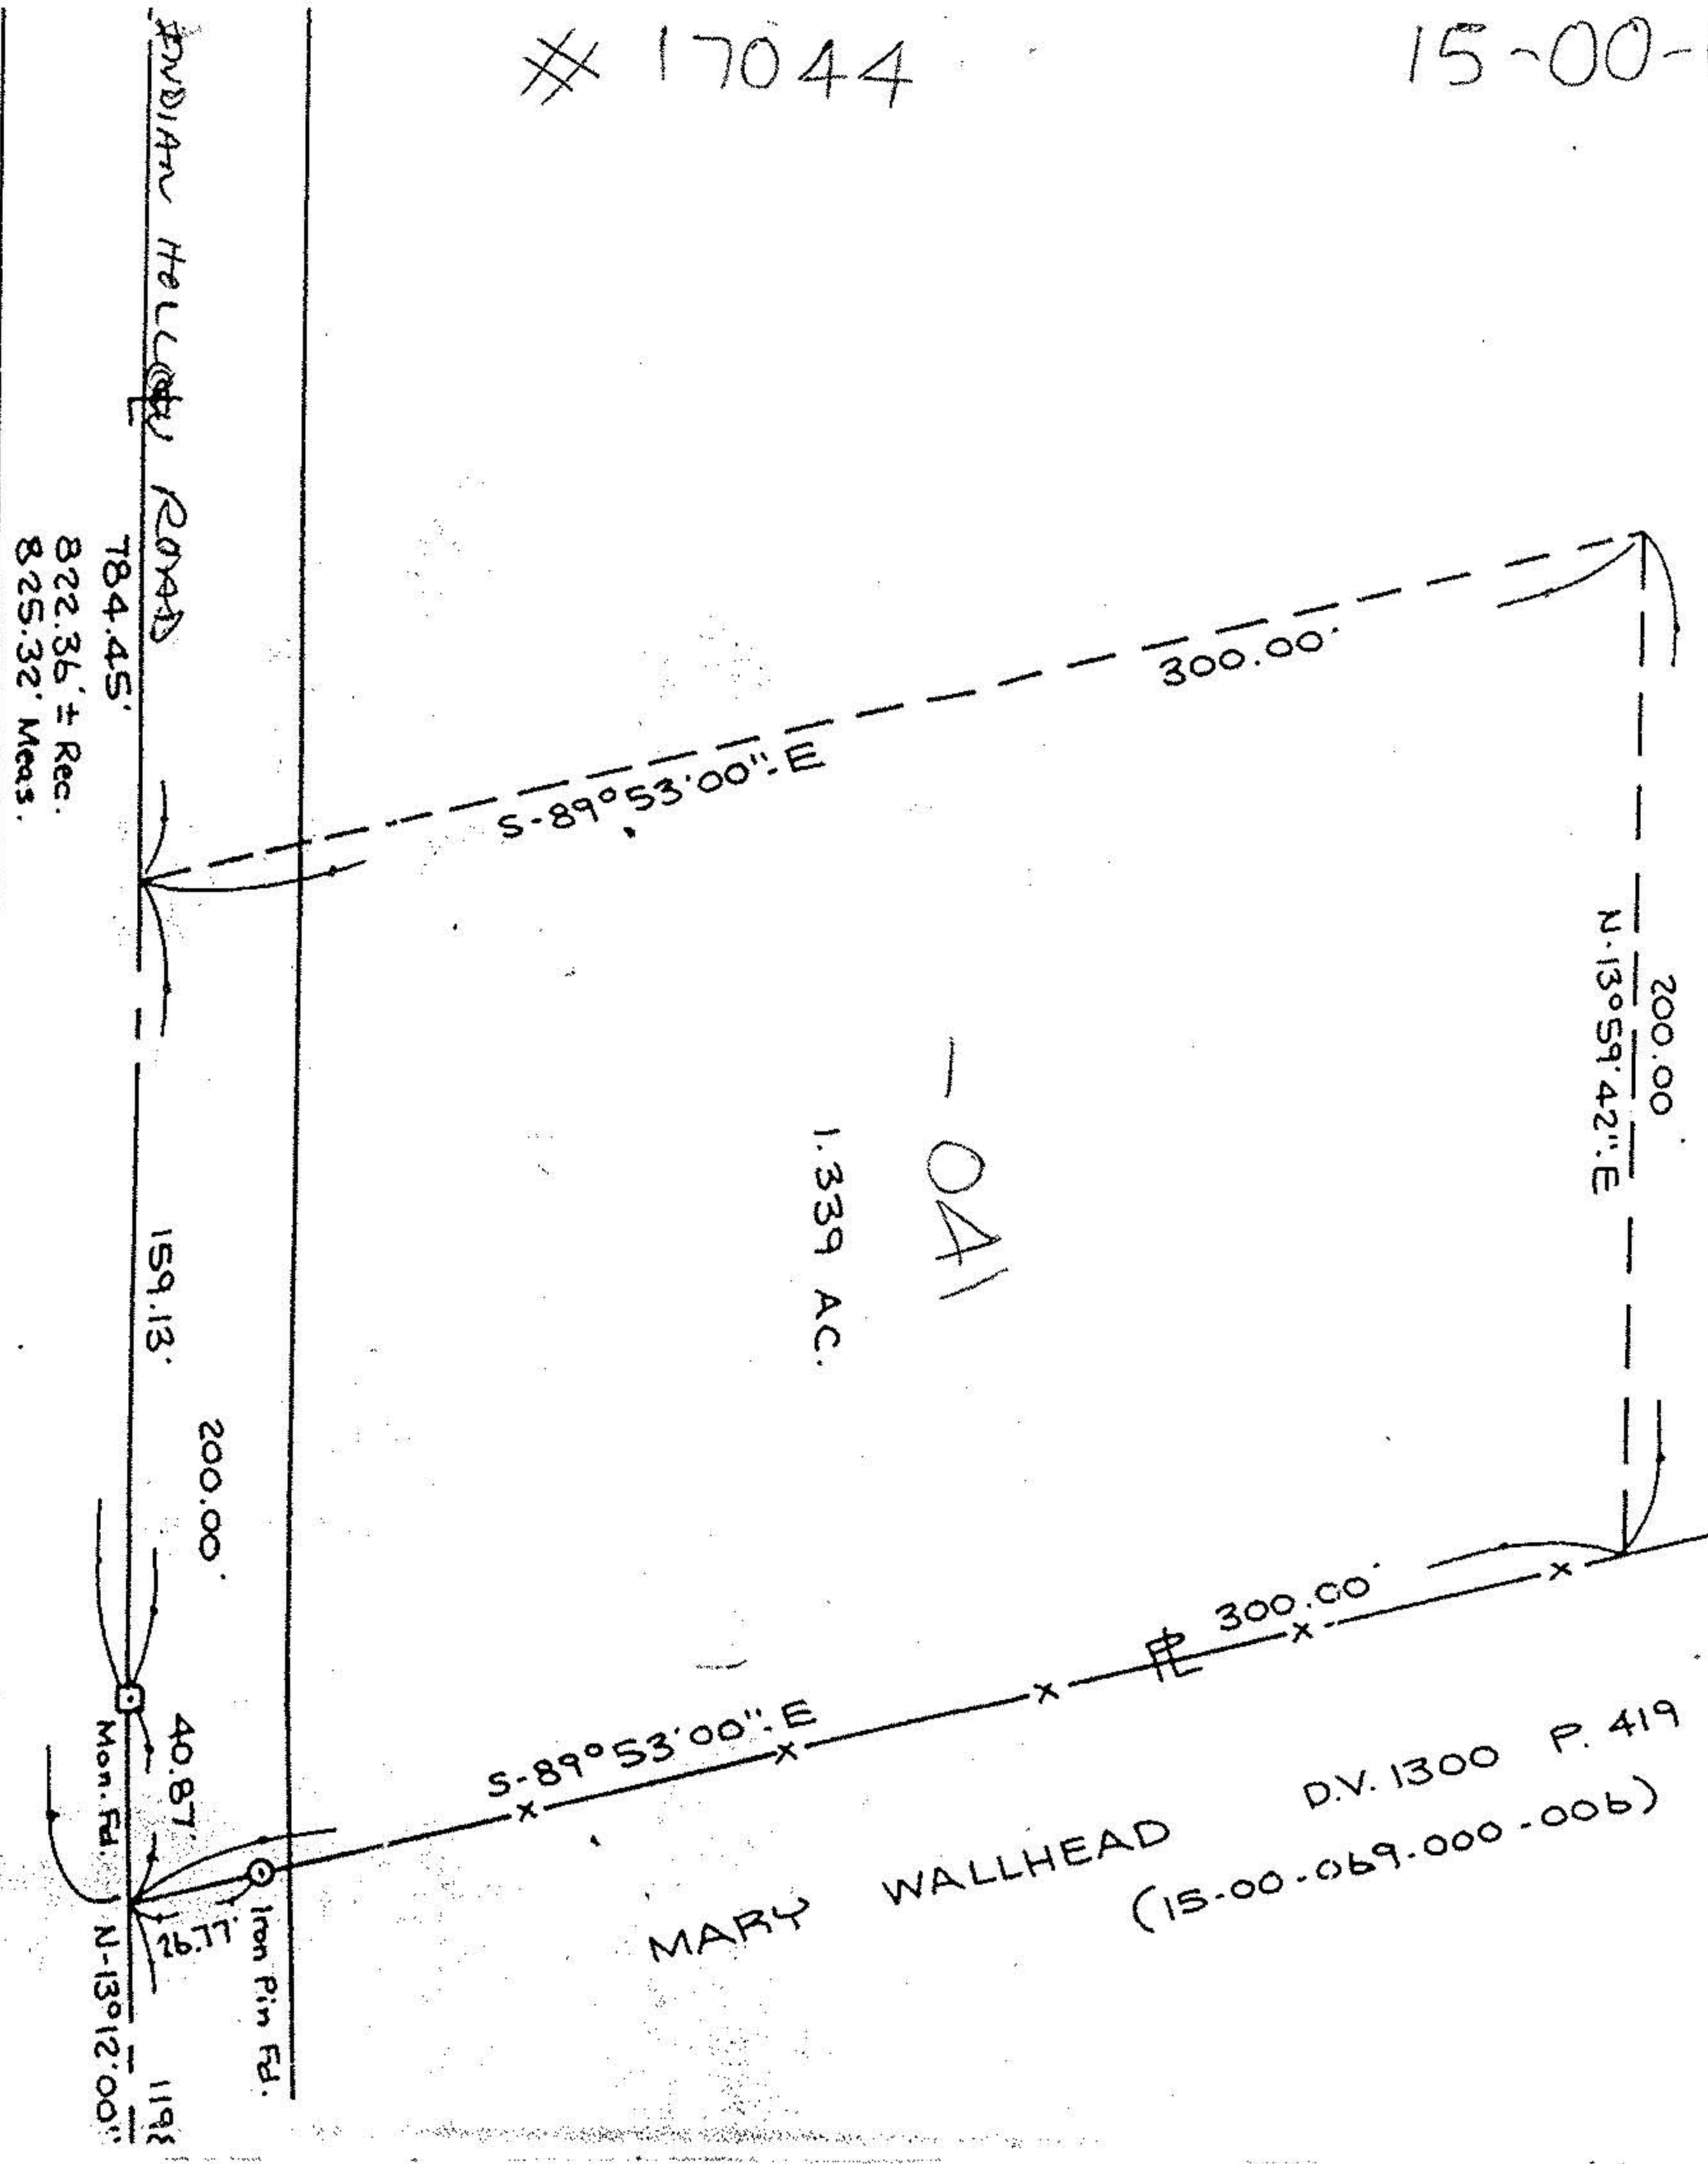 # 17044
15-00-
INDIAN HOLLOW ROAD
784.45'
822.36'± Rec.
825.32' Meas.
300.00'
S-89°53'00"-E
200.00
N-13°59'42"-E
-041
1.339 AC.
159.13'
200.00'
40.87'
Mon. Fd.
300.00'
PL
S-89°53'00"-E
26.77'
Iron Pin Fd.
N-13°12'00"
MARY WALLHEAD
D.V. 1300 P. 419
(15-00-069-000-006)